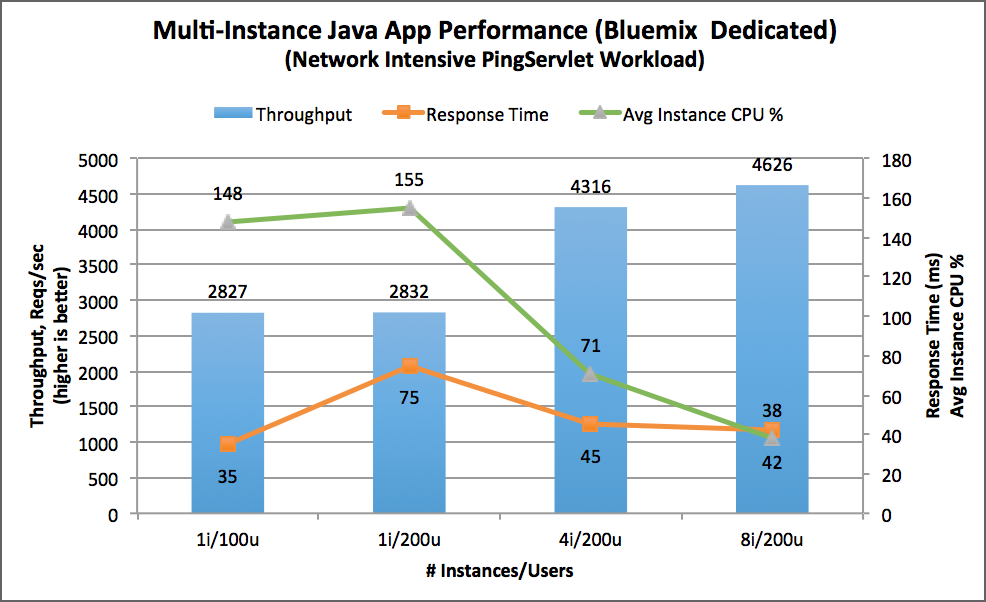 Multi-Instance Java App Performance (Bluemix  Dedicated)
(Network Intensive PingServlet Workload)
Throughput
Response Time
Avg Instance CPU %
5000
4500
4000
3500
3000
2500
2000
1500
1000
500
0
Throughput, Reqs/sec
(higher is better)
148
155
4316
4626
2827
2832
71
75
38
35
45
42
180
160
140
120
100
80
60
40
20
0
Response Time (ms)
Avg Instance CPU %
1i/100u
1i/200u
4i/200u
8i/200u
# Instances/Users